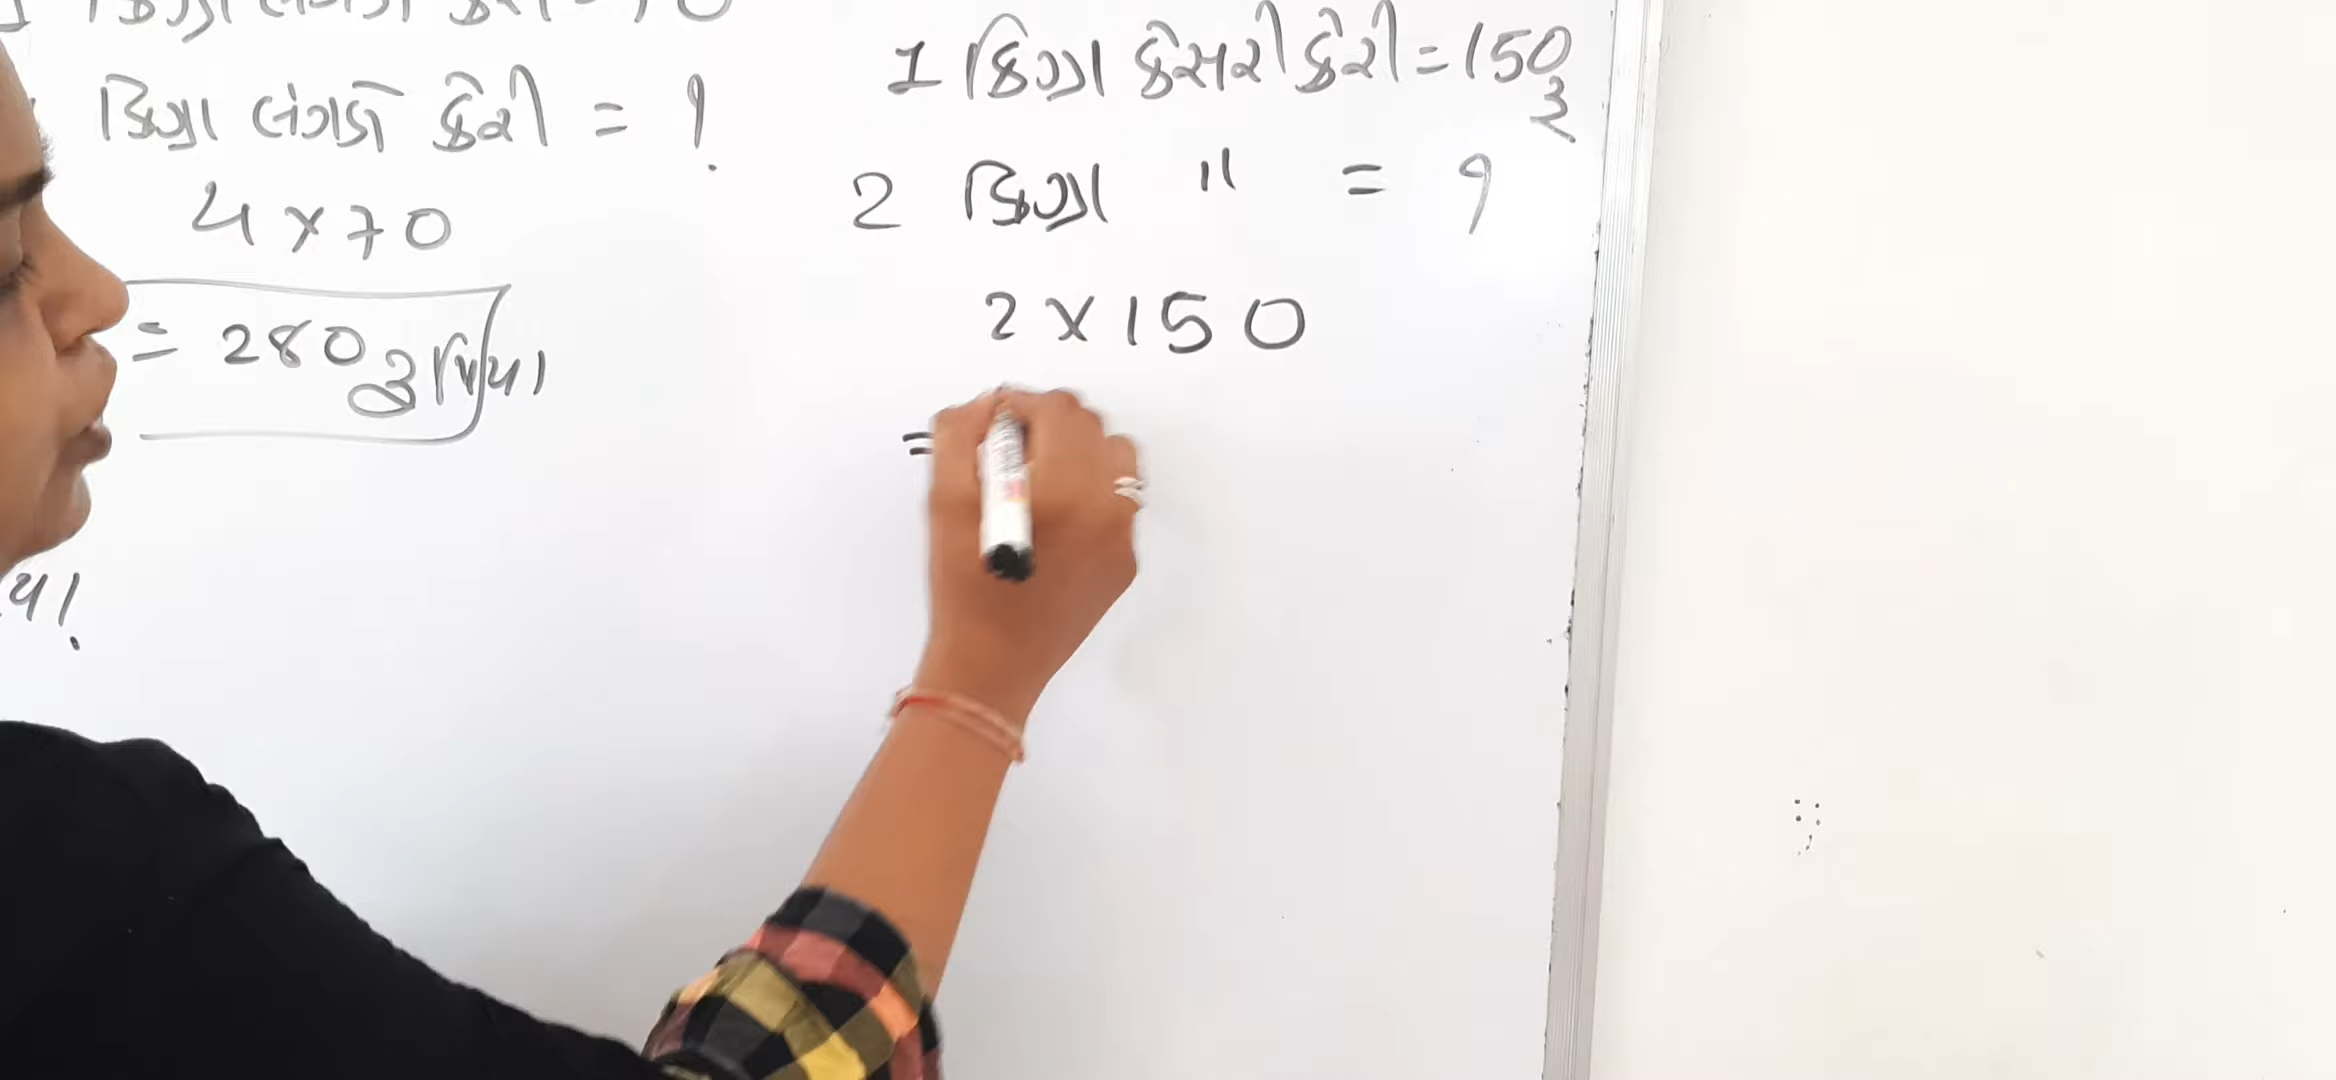 કિગ્રા લંગડો કેરી = ?
4 x 70
= 280 રૂપિયા
1 કિગ્રા કેસર કેરી = 150 રૂ
2 કિગ્રા " = ?
2 x 150
=